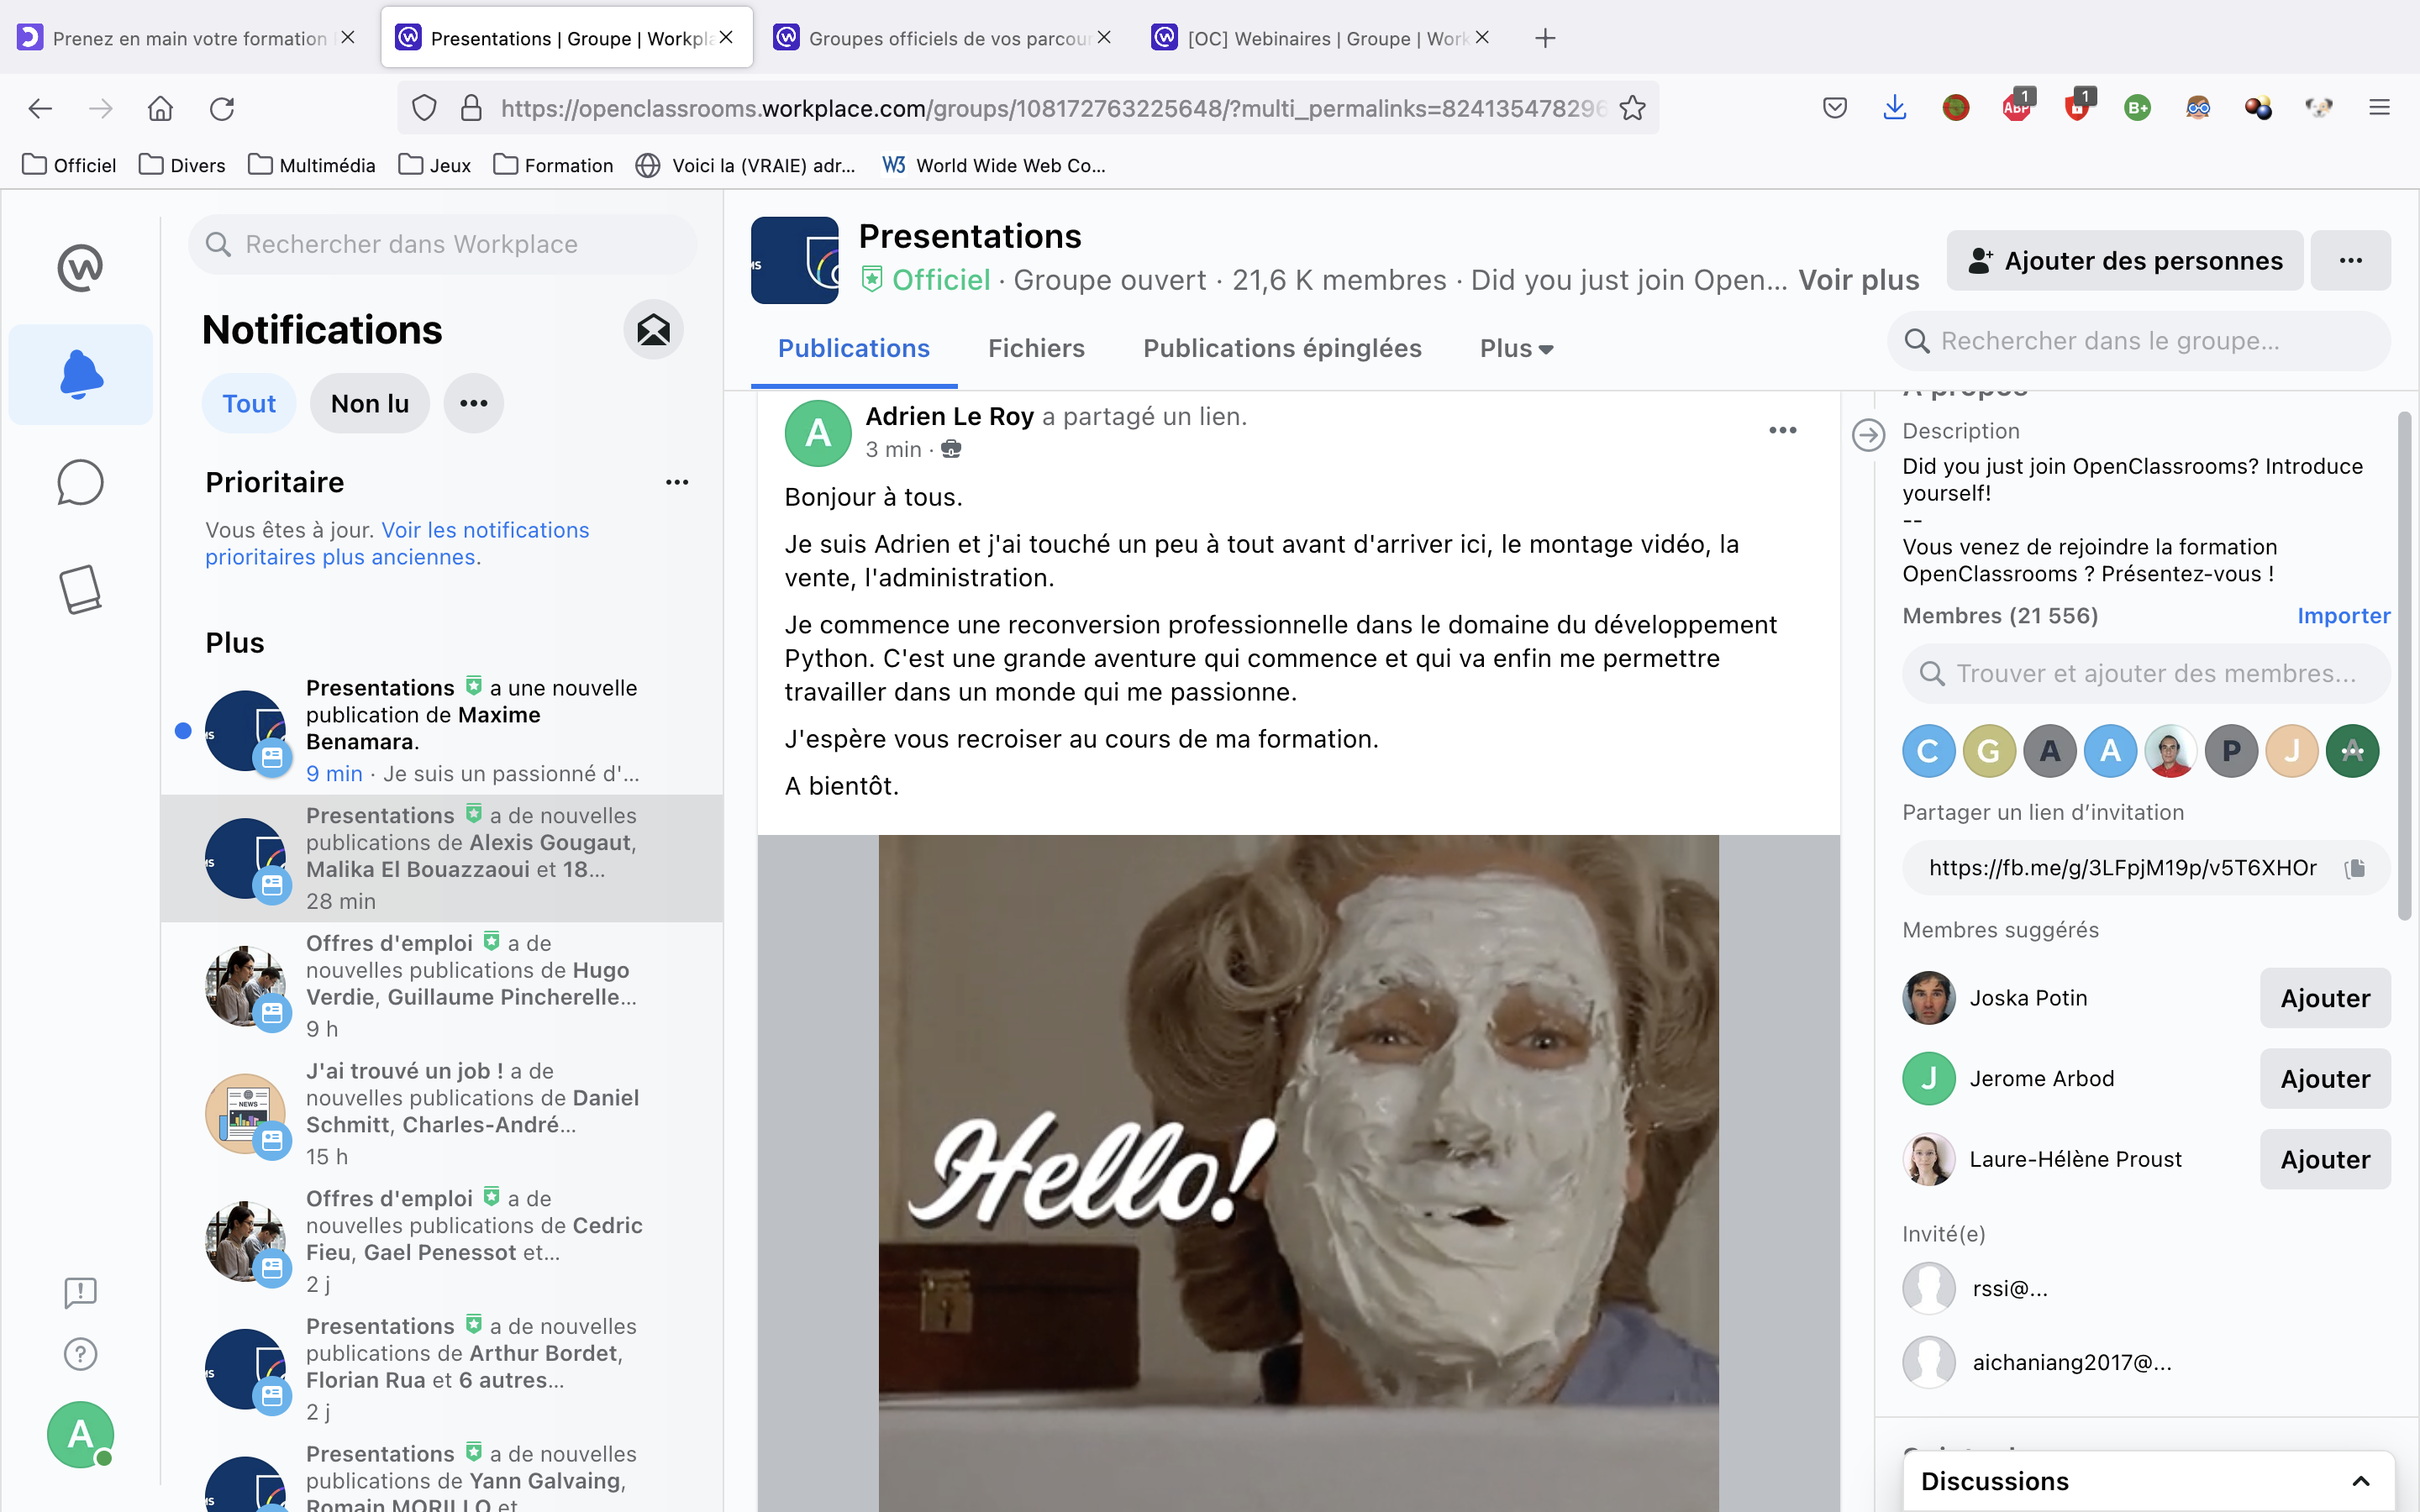 Prenez en main votre formation
Presentations | Groupe | Workpla
Groupes officiels de vos parcour
[OC] Webinaires | Groupe | Work
https://openclassrooms.workplace.com/groups/108172763225648/?multi_permalinks=824135478296
1
ABP
1
B+
Officiel
Divers
Multimédia
Jeux
Formation
Voici la (VRAIE) adr...
W3 World Wide Web Co...
Rechercher dans Workplace
Notifications
Tout
Non lu
Prioritaire
Vous êtes à jour. Voir les notifications
prioritaires plus anciennes.
Plus
Presentations a une nouvelle
publication de Maxime
Benamara.
9 min · Je suis un passionné d'...
Presentations a de nouvelles
publications de Alexis Gougaut,
Malika El Bouazzaoui et 18...
28 min
Offres d'emploi a de
nouvelles publications de Hugo
Verdie, Guillaume Pincherelle...
9 h
J'ai trouvé un job ! a de
nouvelles publications de Daniel
Schmitt, Charles-André...
15 h
NEWS
Offres d'emploi a de
nouvelles publications de Cedric
Fieu, Gael Penessot et...
2 j
Presentations a de nouvelles
publications de Arthur Bordet,
Florian Rua et 6 autres...
2 j
Presentations a de nouvelles
publications de Yann Galvaing,
Romain MORILLO et
A
Presentations
Officiel · Groupe ouvert · 21,6 K membres · Did you just join Open... Voir plus
Ajouter des personnes
Publications
Fichiers
Publications épinglées
Plus
Rechercher dans le groupe...
A
Adrien Le Roy a partagé un lien.
3 min ·
Bonjour à tous.
Je suis Adrien et j'ai touché un peu à tout avant d'arriver ici, le montage vidéo, la
vente, l'administration.
Je commence une reconversion professionnelle dans le domaine du développement
Python. C'est une grande aventure qui commence et qui va enfin me permettre
travailler dans un monde qui me passionne.
J'espère vous recroiser au cours de ma formation.
A bientôt.
Hello!
À propos
Description
Did you just join OpenClassrooms? Introduce
yourself!
--
Vous venez de rejoindre la formation
OpenClassrooms ? Présentez-vous !
Membres (21 556)
Importer
Trouver et ajouter des membres...
C G A A P J A
Partager un lien d'invitation
https://fb.me/g/3LFpjM19p/v5T6XHOr
Membres suggérés
Joska Potin
Ajouter
J
Jerome Arbod
Ajouter
Laure-Hélène Proust
Ajouter
Invité(e)
rssi@...
aichaniang2017@...
Discussions